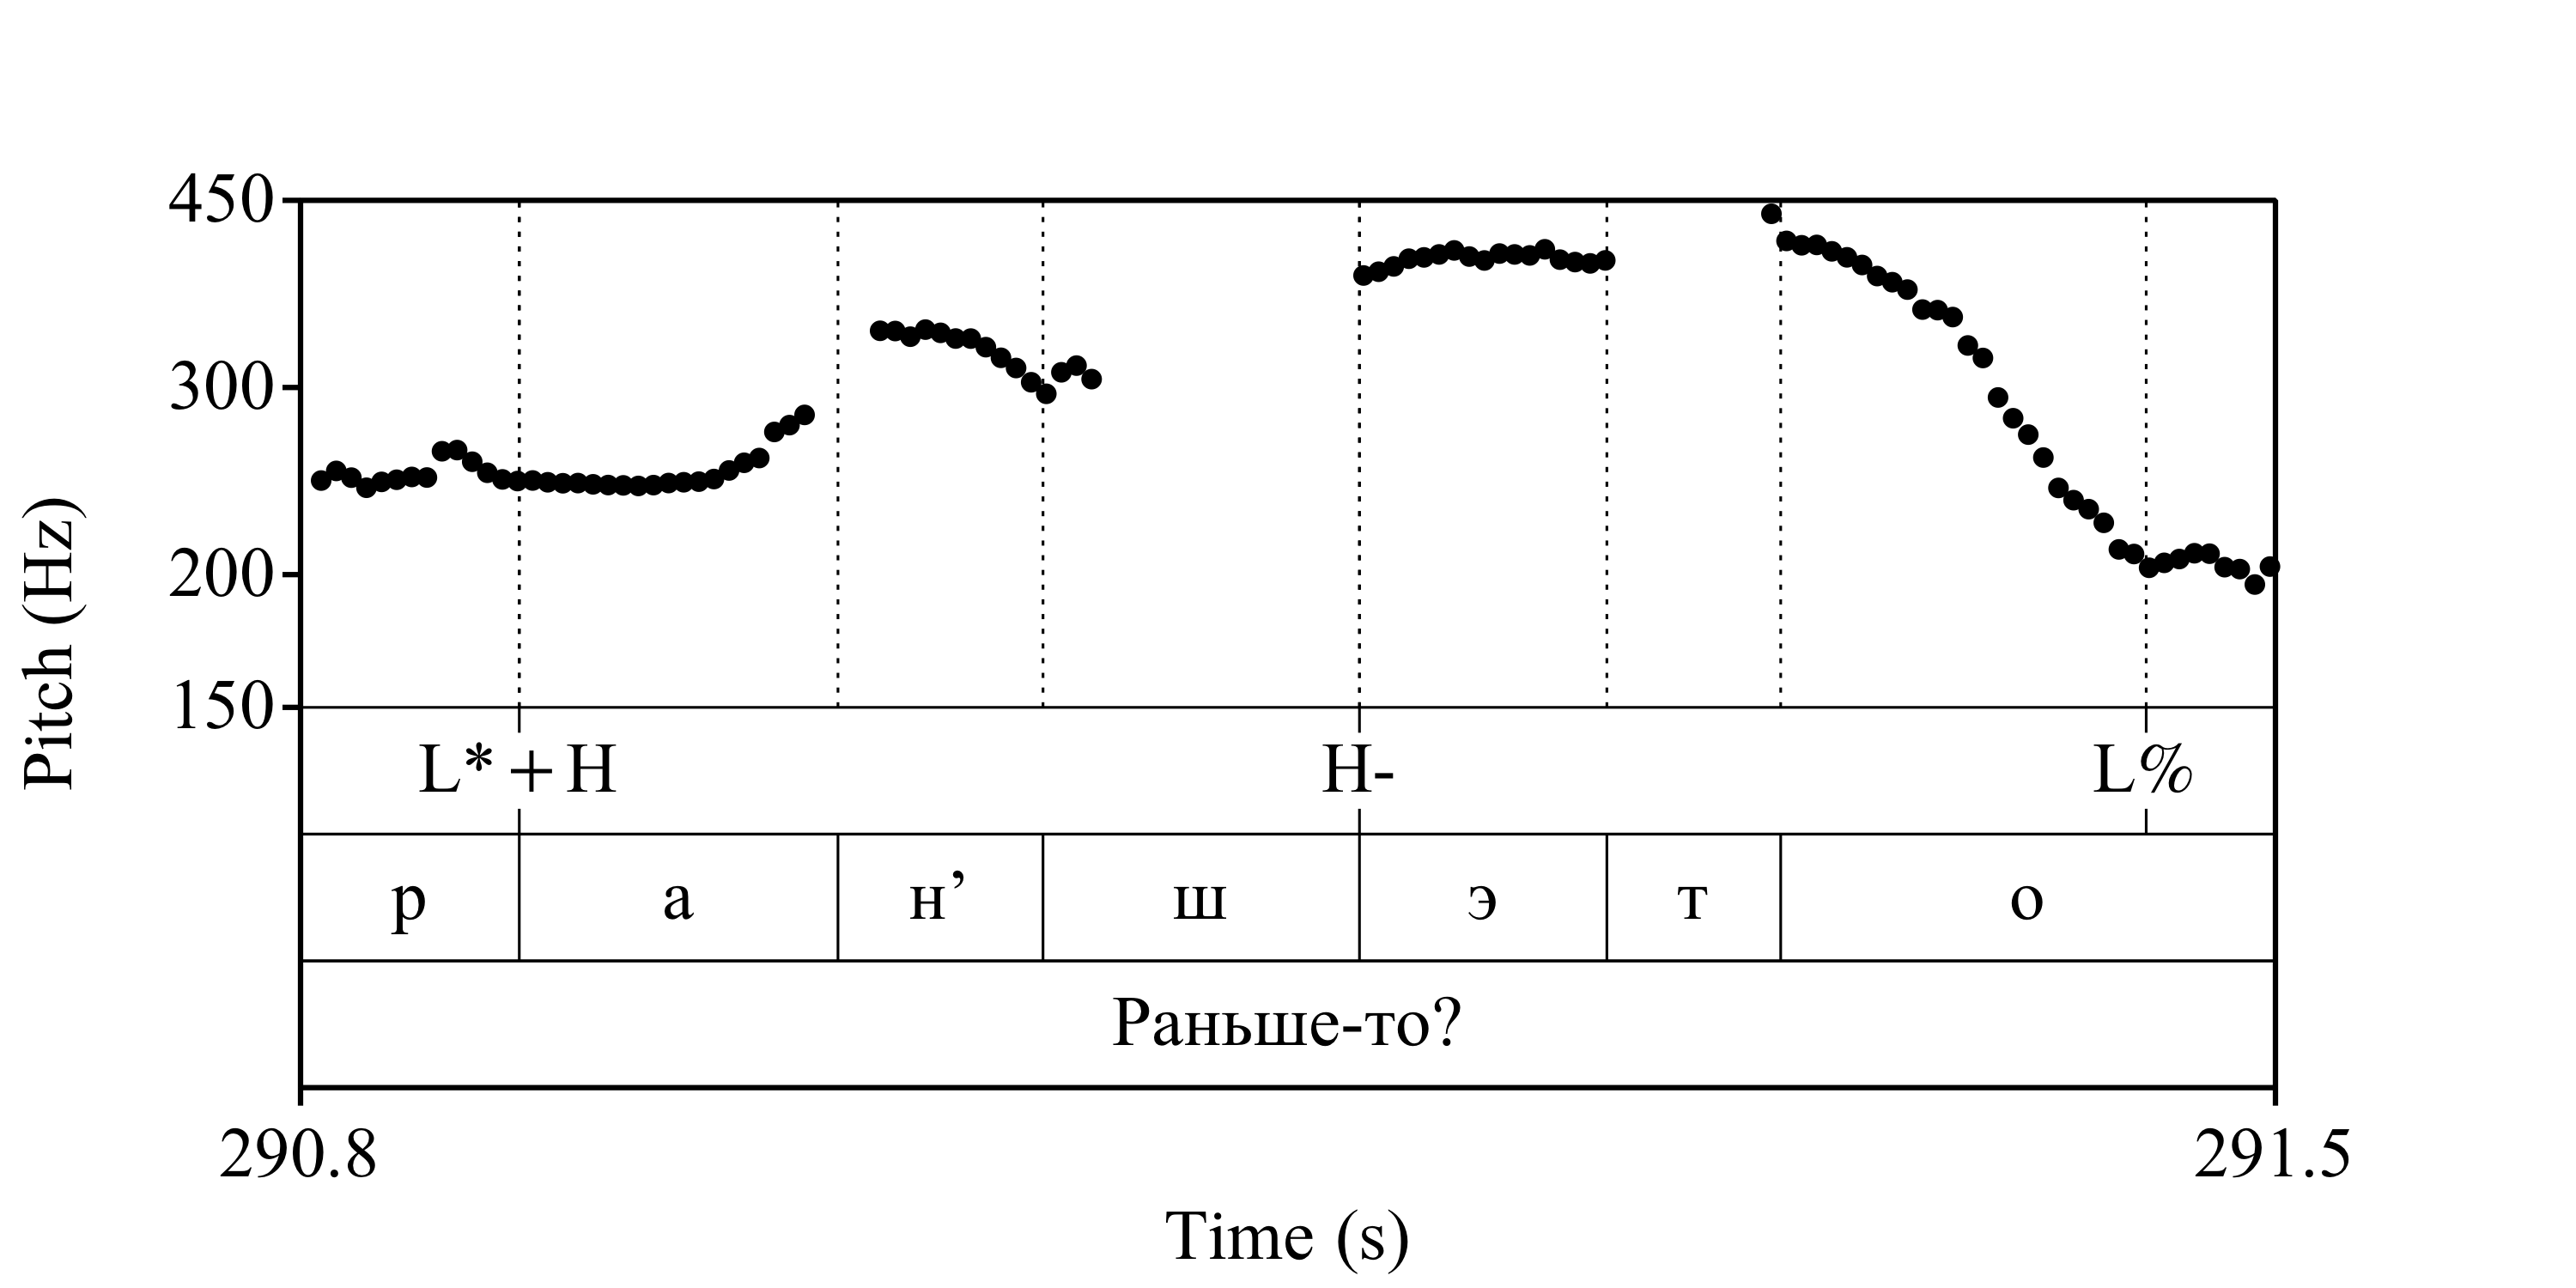 450
300
200
150
Pitch (Hz)
L*+H H- L%
р а н’ ш э т о
Раньше-то?
290.8 291.5
Time (s)